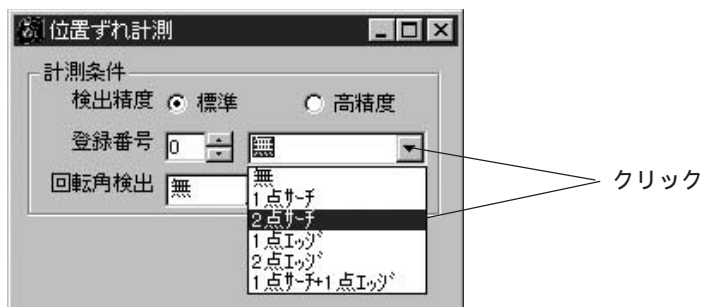 位置ずれ計測
計測条件
検出精度 標準 高精度
登録番号 0 無
回転角検出 無
無
1点ｻｰﾁ
2点ｻｰﾁ
1点ｴｯｼﾞ
2点ｴｯｼﾞ
1点ｻｰﾁ+1点ｴｯｼﾞ
クリック